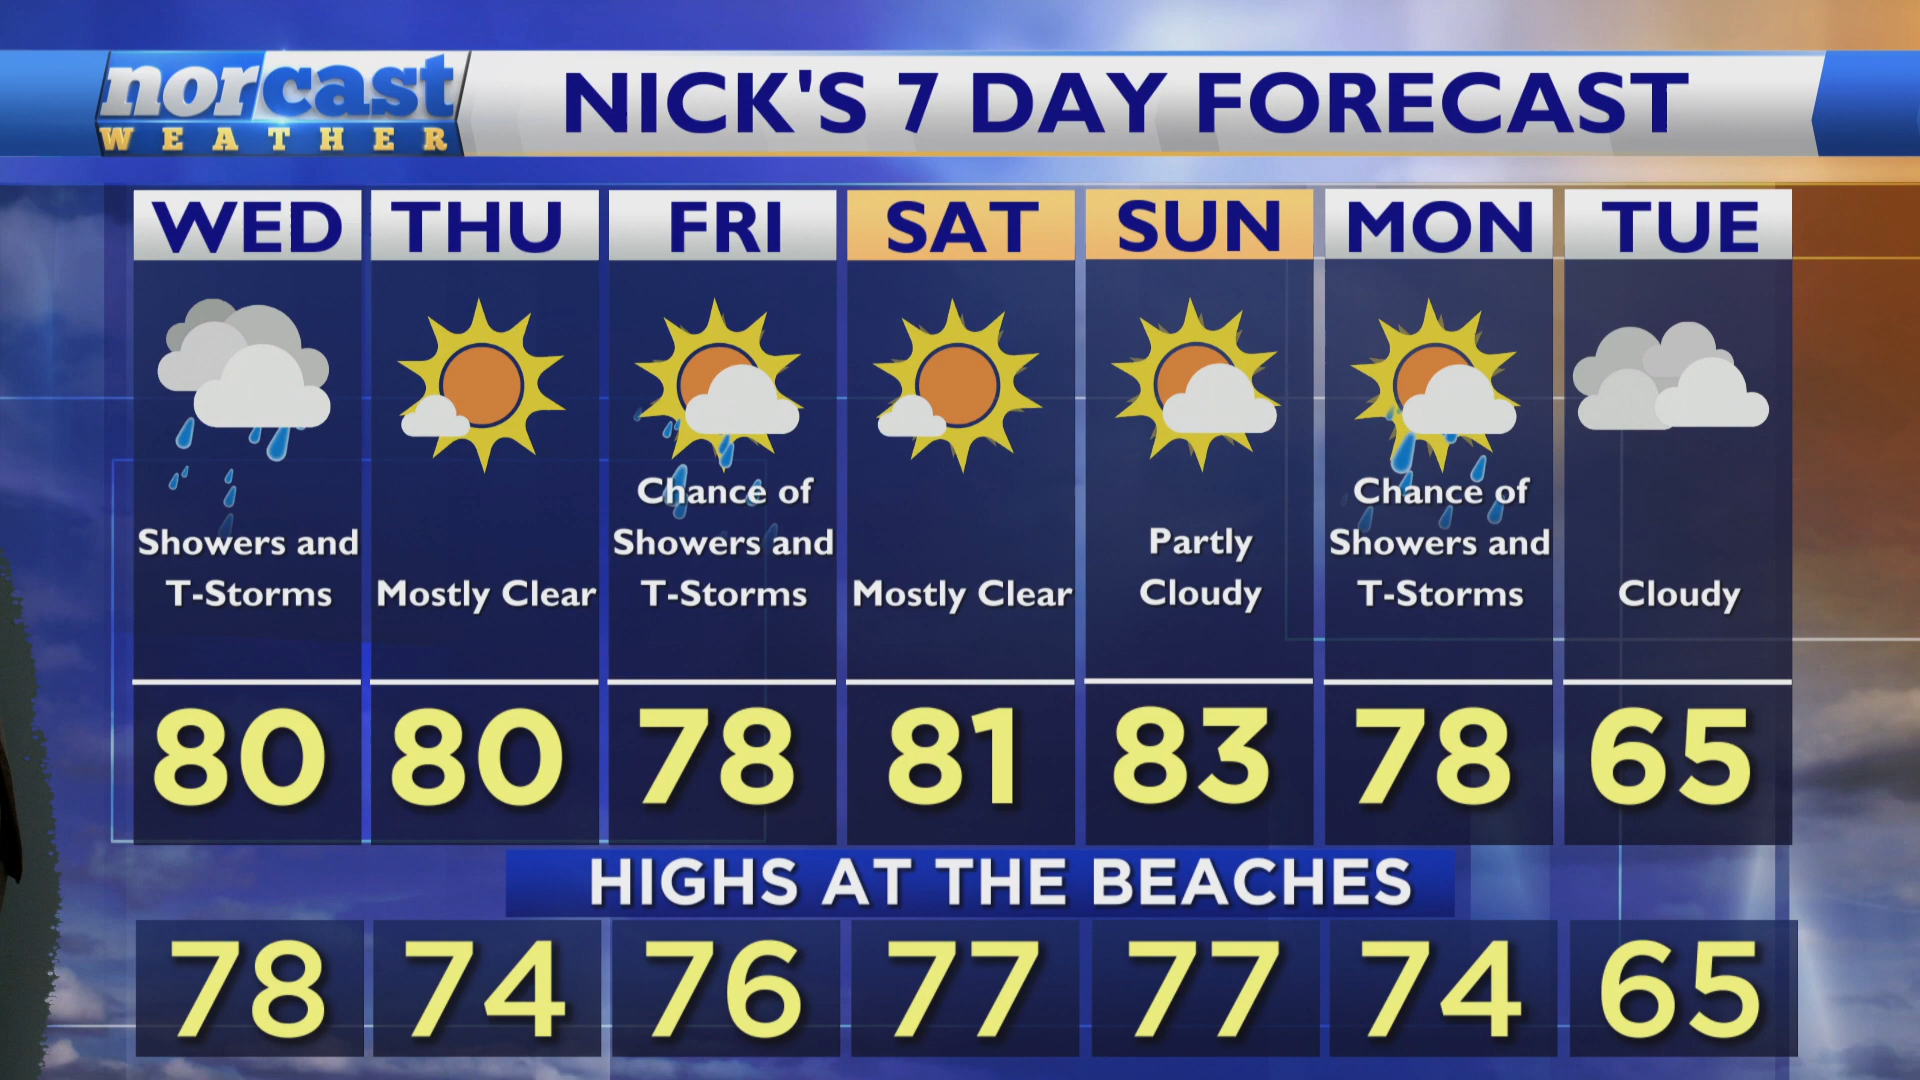 norcast
WEATHER
NICK'S 7 DAY FORECAST
WED
THU
FRI
SAT
SUN
MON
TUE
Showers and
T-Storms
Mostly Clear
Chance of
Showers and
T-Storms
Mostly Clear
Partly
Cloudy
Chance of
Showers and
T-Storms
Cloudy
80
80
78
81
83
78
65
HIGHS AT THE BEACHES
78
74
76
77
77
74
65